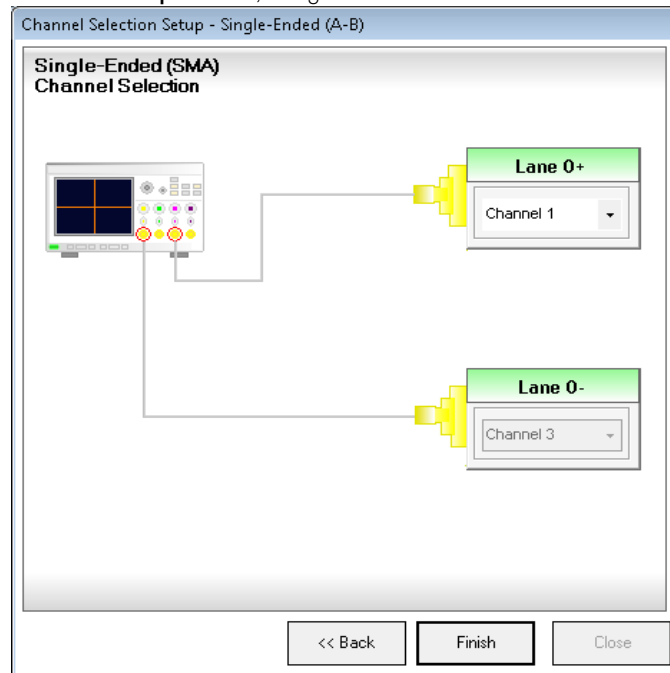 Channel Selection Setup - Single-Ended (A-B)
Single-Ended (SMA)
Channel Selection
Lane 0+
Channel 1
Lane 0-
Channel 3
<< Back
Finish
Close